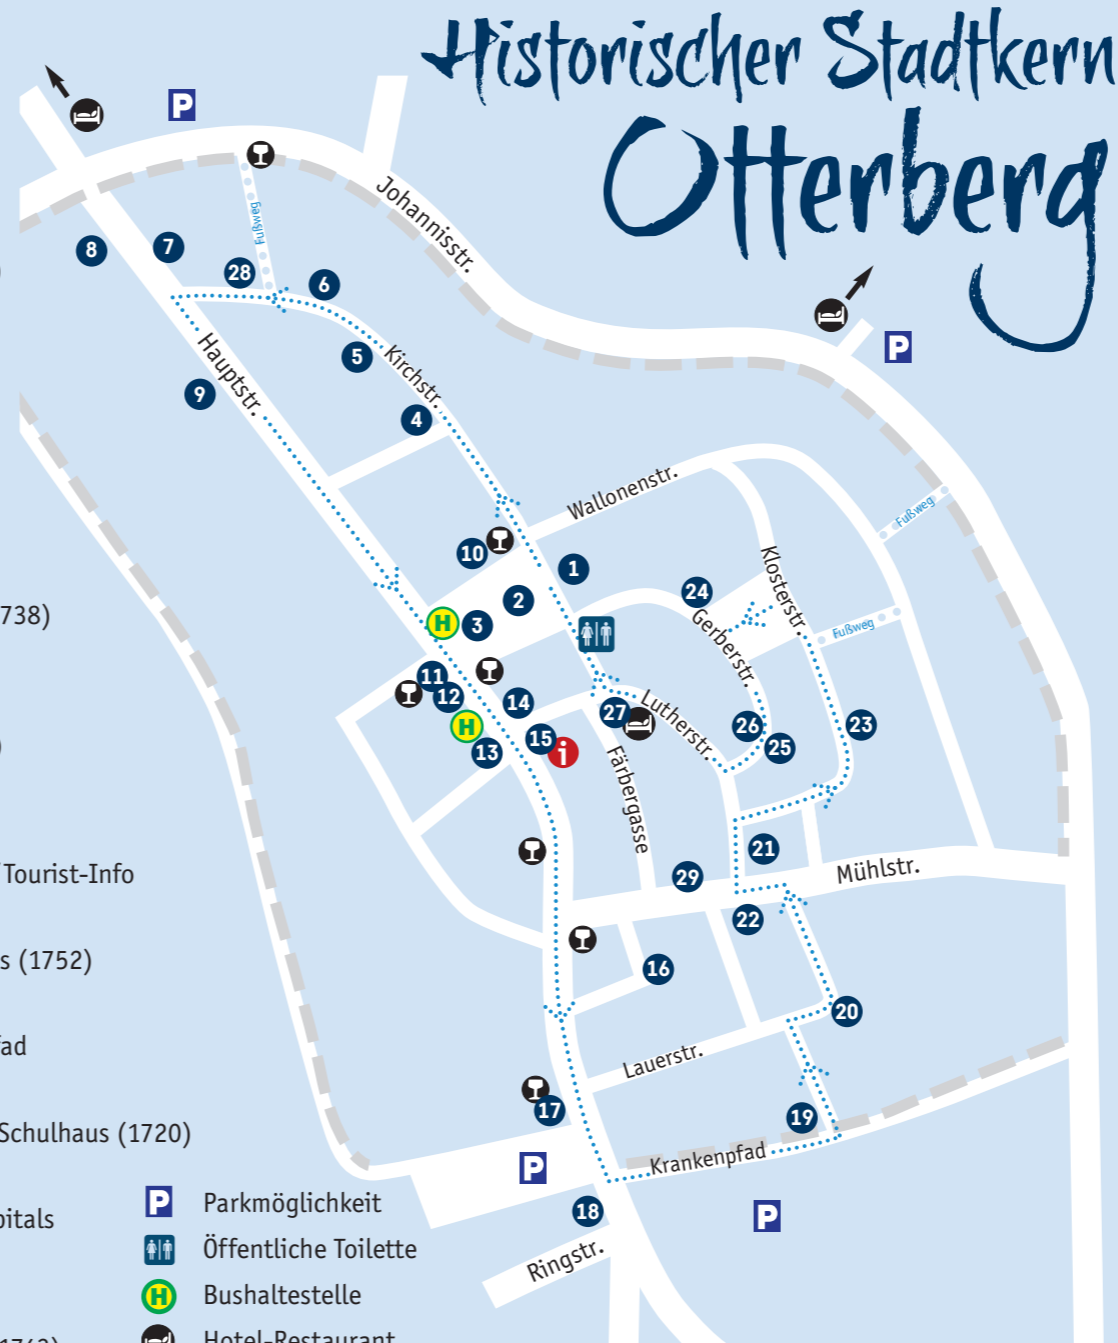 Historischer Stadtkern
Otterberg
P
Johannisstr.
Fußweg
8
7
28
6
P
5
Kirchstr.
Hauptstr.
9
4
Wallonenstr.
Fußweg
10
1
Klosterstr.
24
2
H
3
738)
Gerberstr.
Fußweg
11
12
14
27
Lutherstr.
26
23
H
13
15
i
25
Färbergasse
21
Tourist-Info
29
Mühlstr.
22
s (1752)
16
20
fad
Lauerstr.
17
19
Schulhaus (1720)
Krankenpfad
P
18
P
pitals
Ringstr.
P Parkmöglichkeit
Öffentliche Toilette
H Bushaltestelle
Hotel-Restaurant